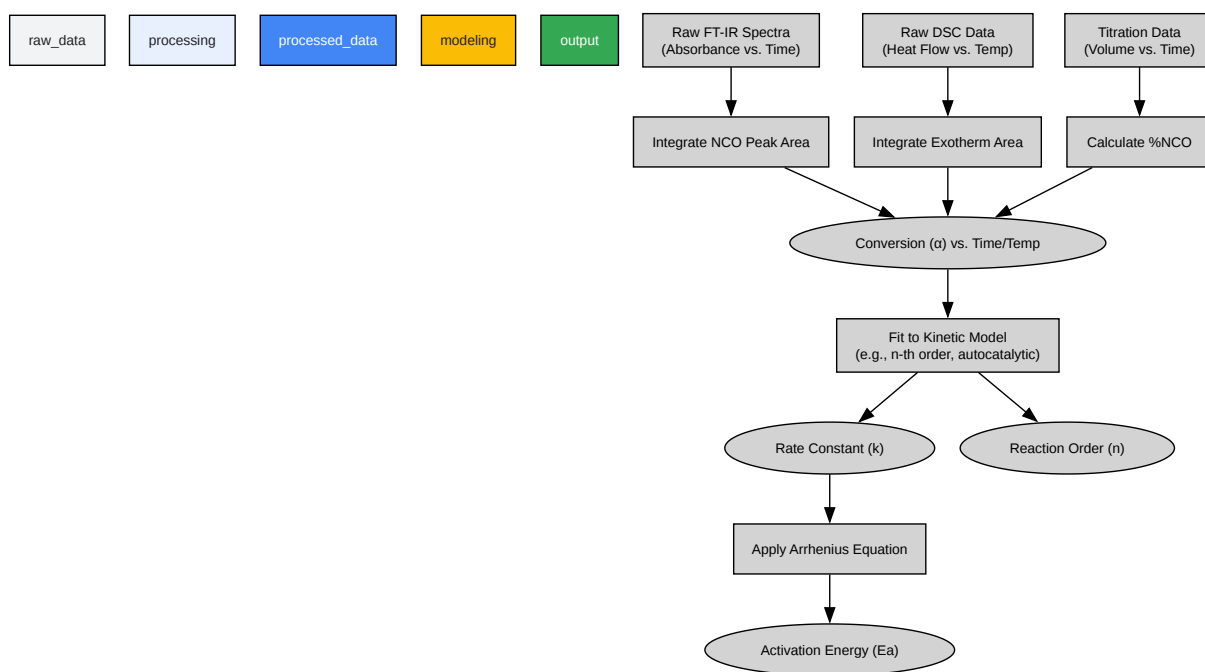 raw_data
processing
processed_data
modeling
output
Raw FT-IR Spectra
(Absorbance vs. Time)
Raw DSC Data
(Heat Flow vs. Temp)
Titration Data
(Volume vs. Time)
Integrate NCO Peak Area
Integrate Exotherm Area
Calculate %NCO
Conversion (α) vs. Time/Temp
Fit to Kinetic Model
(e.g., n-th order, autocatalytic)
Rate Constant (k)
Reaction Order (n)
Apply Arrhenius Equation
Activation Energy (Ea)